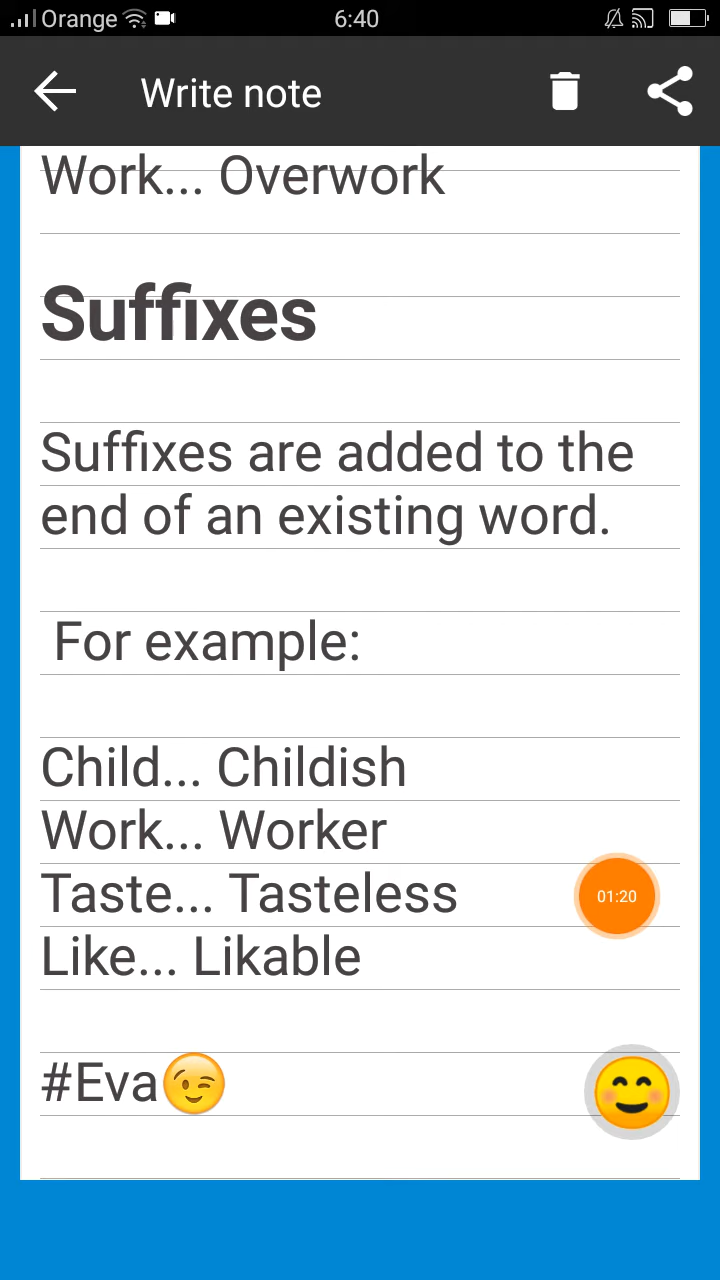 Orange 6:40
Write note
Work... Overwork
Suffixes
Suffixes are added to the
end of an existing word.
For example:
Child... Childish
Work... Worker
Taste... Tasteless
01:20
Like... Likable
#Eva😉